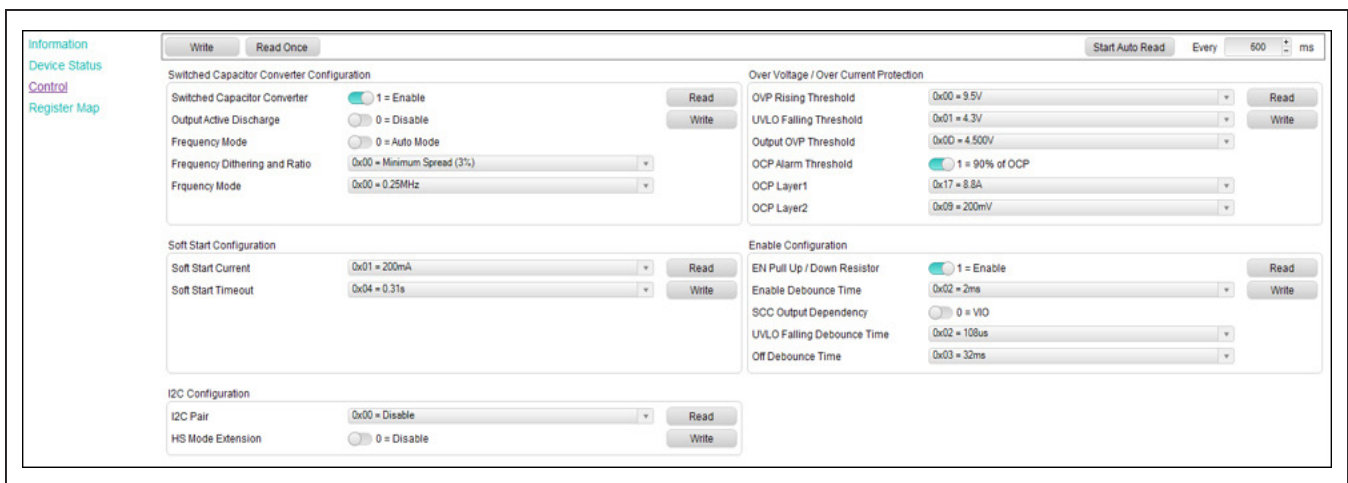 Information
Device Status
Control
Register Map
Write Read Once Start Auto Read Every 500 ms
Switched Capacitor Converter Configuration
Switched Capacitor Converter 1 = Enable Read
Output Active Discharge 0 = Disable Write
Frequency Mode 0 = Auto Mode
Frequency Dithering and Ratio 0x00 = Minimum Spread (3%)
Frquency Mode 0x00 = 0.25MHz
Over Voltage / Over Current Protection
OVP Rising Threshold 0x00 = 9.5V Read
UVLO Falling Threshold 0x01 = 4.3V Write
Output OVP Threshold 0x0D = 4.500V
OCP Alarm Threshold 1 = 90% of OCP
OCP Layer1 0x17 = 8.8A
OCP Layer2 0x09 = 200mV
Soft Start Configuration
Soft Start Current 0x01 = 200mA Read
Soft Start Timeout 0x04 = 0.31s Write
Enable Configuration
EN Pull Up / Down Resistor 1 = Enable Read
Enable Debounce Time 0x02 = 2ms Write
SCC Output Dependency 0 = VIO
UVLO Falling Debounce Time 0x02 = 108us
Off Debounce Time 0x03 = 32ms
I2C Configuration
I2C Pair 0x00 = Disable Read
HS Mode Extension 0 = Disable Write